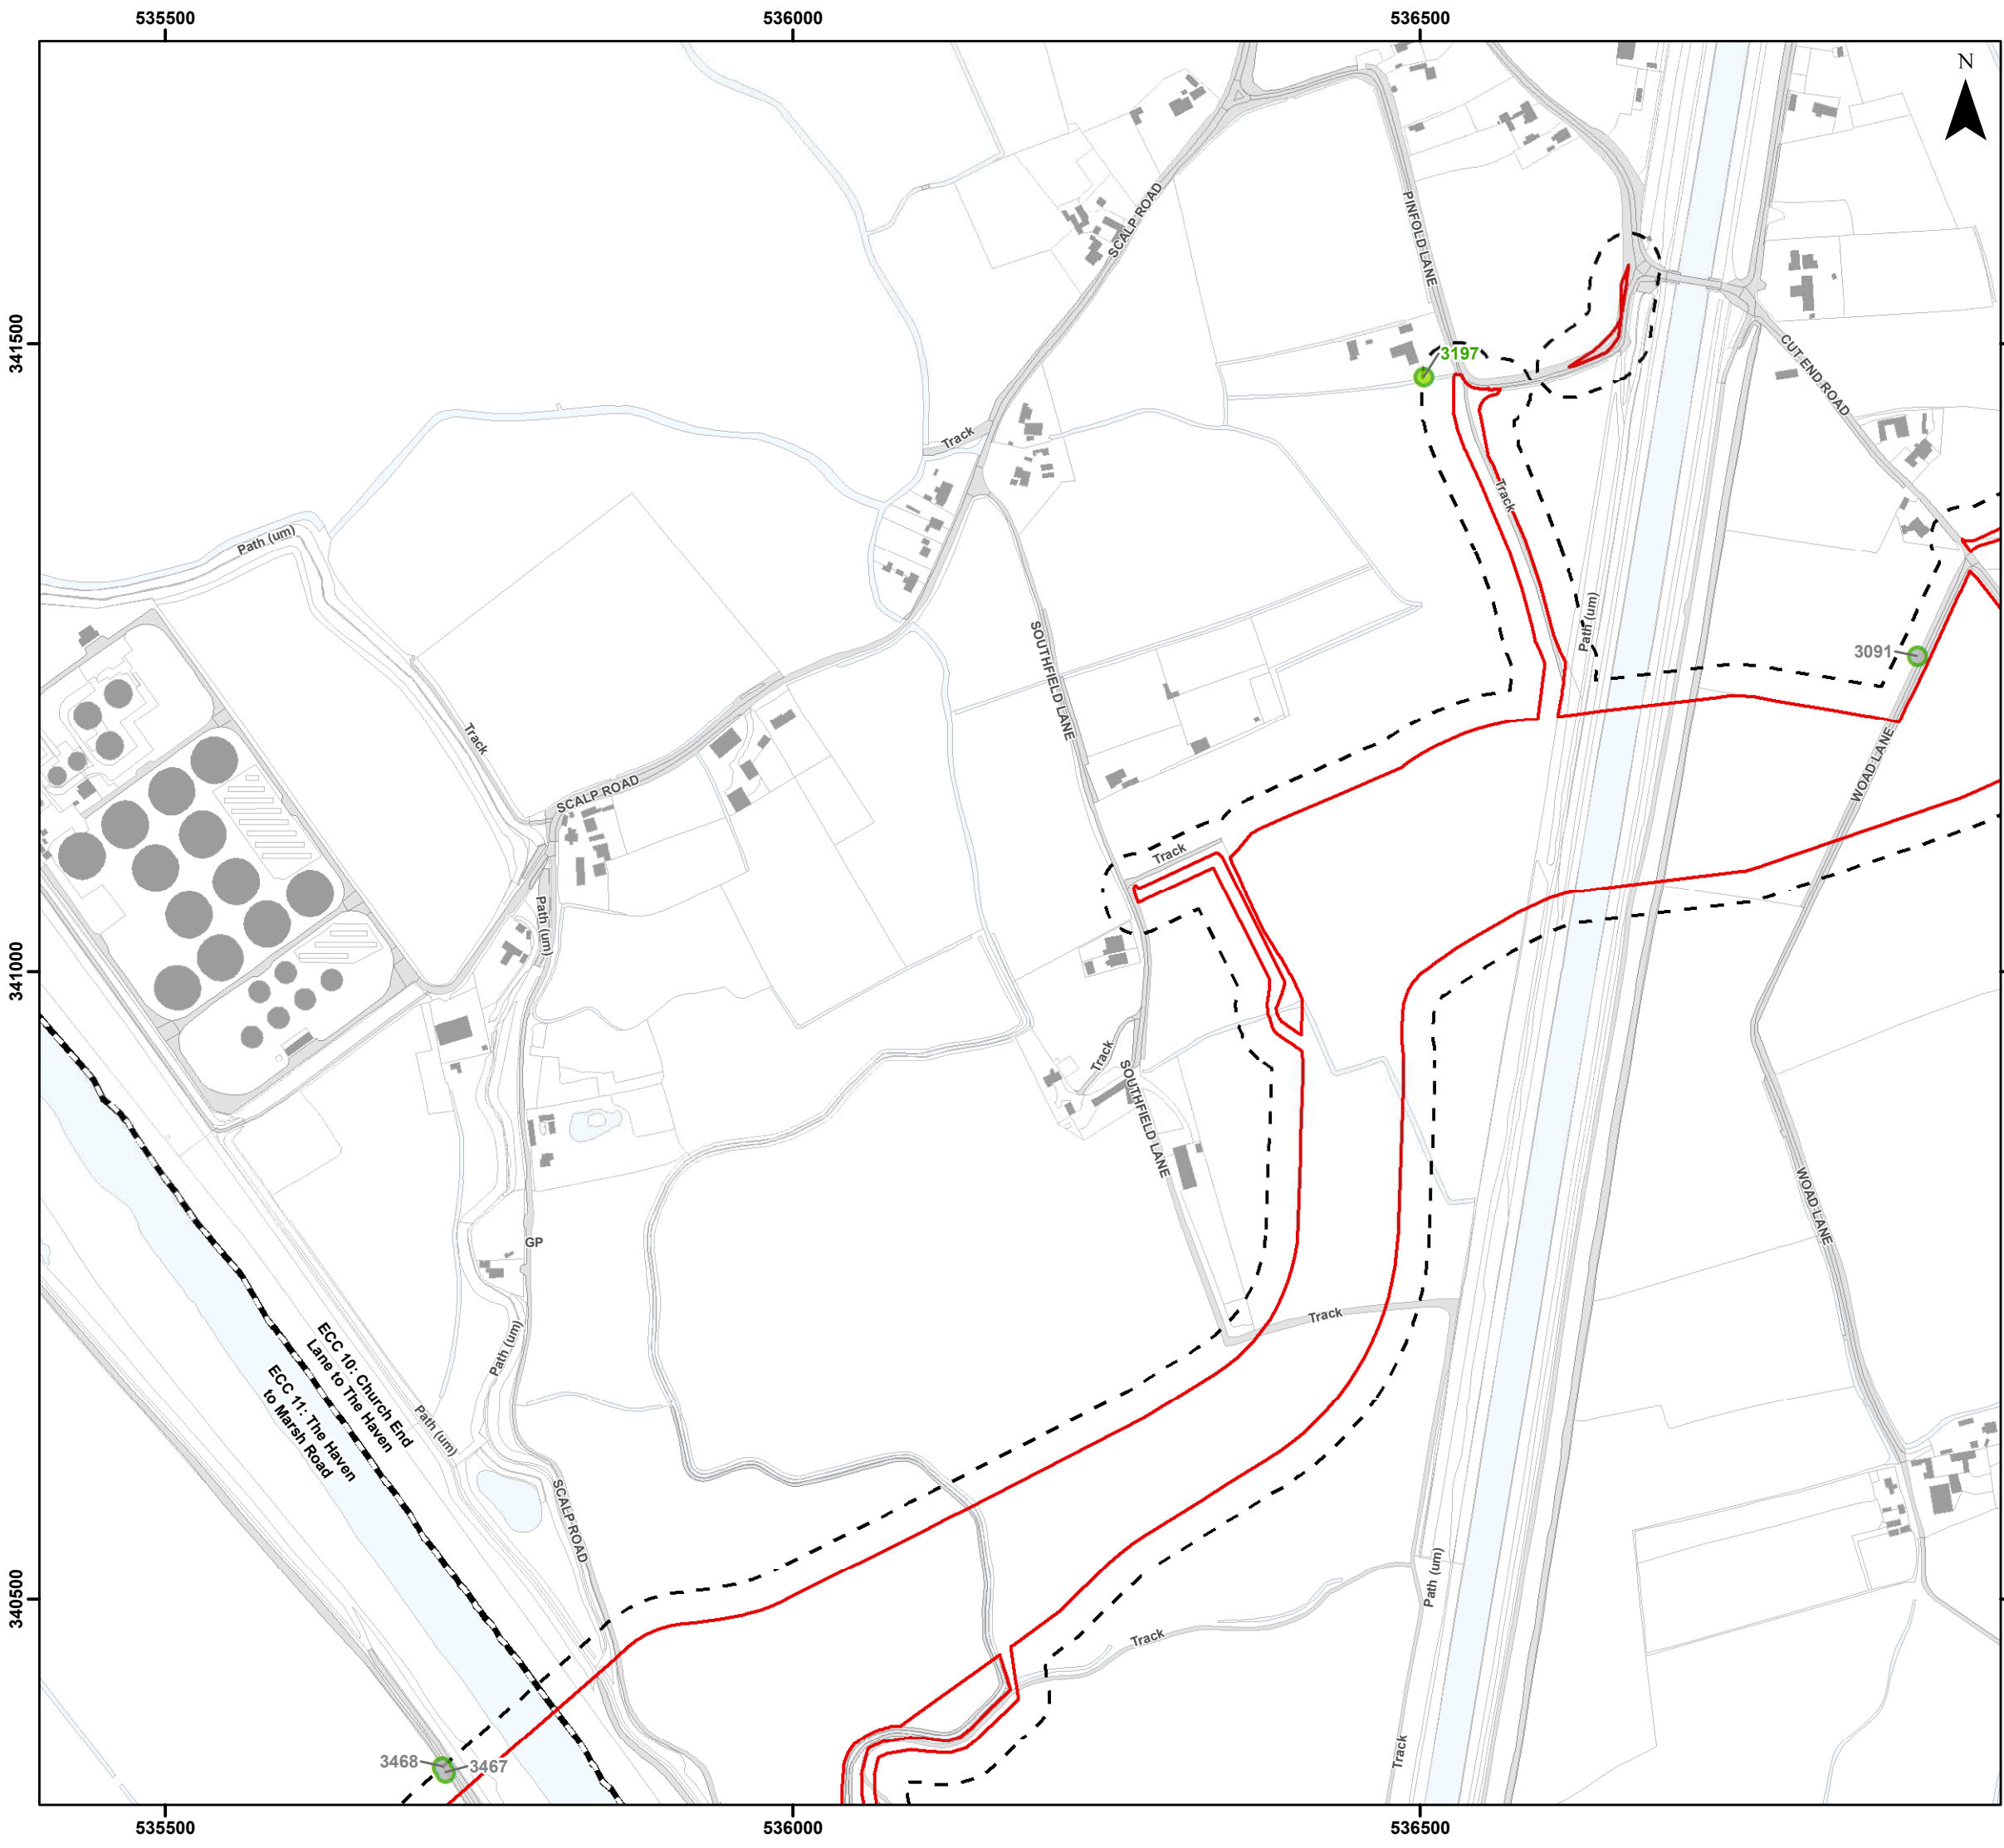 535500
536000
536500
N
SCALP ROAD
PINFOLD LANE
341500
341500
3197
CUT END ROAD
Track
Track
Path (um)
Path (um)
SOUTHFIELD LANE
3091
Track
WOAD LANE
SCALP ROAD
Track
Path (um)
341000
Track
SOUTHFIELD LANE
WOAD LANE
GP
Track
Path (um)
ECC 10: Church End
Lane to The Haven
ECC 11: The Haven
to Marsh Road
Path (um)
SCALP ROAD
Path (um)
340500
Track
Track
3468
3467
535500
536000
536500